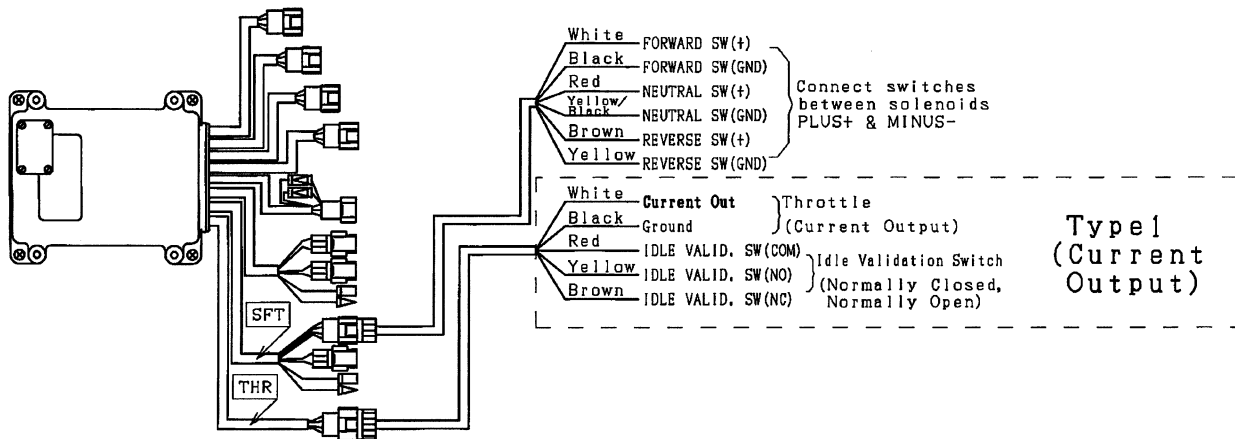 White FORWARD SW(+)
Black FORWARD SW(GND)
Red NEUTRAL SW(+)
Yellow/
Black NEUTRAL SW(GND)
Brown REVERSE SW(+)
Yellow REVERSE SW(GND)
Connect switches
between solenoids
PLUS+ & MINUS-
White Current Out
Black Ground
Red IDLE VALID. SW(COM)
Yellow IDLE VALID. SW(NO)
Brown IDLE VALID. SW(NC)
Throttle
(Current Output)
Idle Validation Switch
(Normally Closed,
Normally Open)
Type1
(Current
Output)
SFT
THR